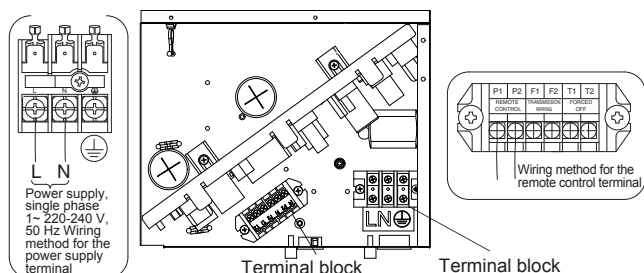 L N
L N
Power supply,
single phase
1~ 220-240 V,
50 Hz Wiring
method for the
power supply
terminal
LN
Terminal block
Terminal block
P1 P2 F1 F2 T1 T2
REMOTE CONTROL
TRANSMISSION WIRING
FORCED OFF
Wiring method for the
remote control terminal